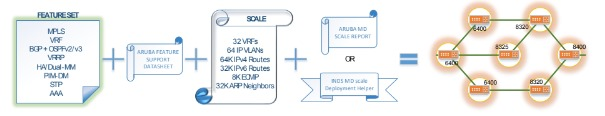 FEATURE SET
MPLS
VRF
BGP + OSPFv2/v3
VRRP
HA/Dual-MM
PIM-DM
STP
AAA
ARUBA FEATURE
SUPPORT
DATASHEET
SCALE
32 VRFs
64 IP VLANs
64K IPv4 Routes
32K IPv6 Routes
8K ECMP
32K ARP Neighbors
ARUBA MD
SCALE REPORT
OR
INDS MD scale
Deployment Helper
6400
8320
6400
8325
8400
6400
8320